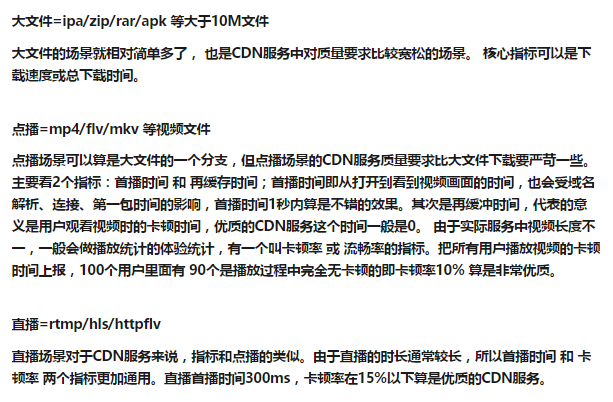 大文件=ipa/zip/rar/apk 等大于10M文件
大文件的场景就相对简单多了，也是CDN服务中对质量要求比较宽松的场景。 核心指标可以是下
载速度或总下载时间。
点播=mp4/flv/mkv 等视频文件
点播场景可以算是大文件的一个分支，但点播场景的CDN服务质量要求比大文件下载要严苛一些。
主要看2个指标：首播时间 和 再缓存时间；首播时间即从打开到看到视频画面的时间，也会受域名
解析、连接、第一包时间的影响，首播时间1秒内算是不错的效果。其次是再缓冲时间，代表的意
义是用户观看视频时的卡顿时间，优质的CDN服务这个时间一般是0。 由于实际服务中视频长度不
一，一般会做播放统计的体验统计，有一个叫卡顿率 或 流畅率的指标。把所有用户播放视频的卡顿
时间上报，100个用户里面有 90个是播放过程中完全无卡顿的即卡顿率10% 算是非常优质。
直播=rtmp/hls/httpflv
直播场景对于CDN服务来说，指标和点播的类似。由于直播的时长通常较长，所以首播时间 和 卡
顿率 两个指标更加通用。直播首播时间300ms，卡顿率在15%以下算是优质的CDN服务。